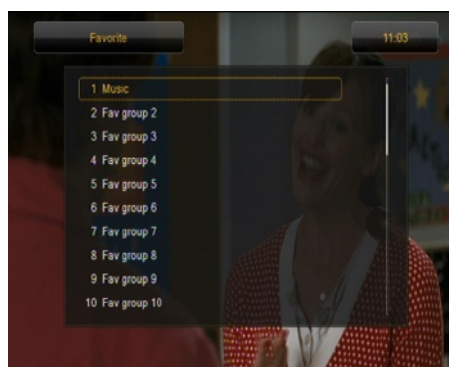 Favorite
11:03
1 Music
2 Fav group 2
3 Fav group 3
4 Fav group 4
5 Fav group 5
6 Fav group 6
7 Fav group 7
8 Fav group 8
9 Fav group 9
10 Fav group 10